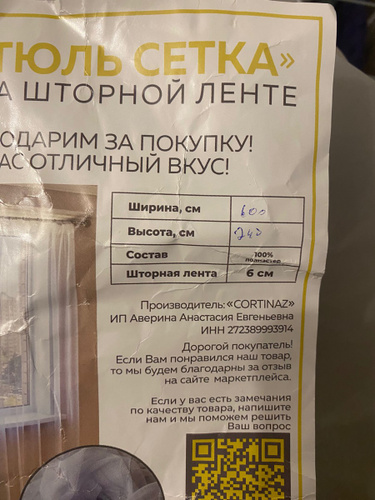 ТЮЛЬ СЕТКА»
А ШТОРНОЙ ЛЕНТЕ
ОДАРИМ ЗА ПОКУПКУ!
АС ОТЛИЧНЫЙ ВКУС!
Ширина, см 600
Высота, см 240
Состав 100% полиэстер
Шторная лента 6 см
Производитель: «CORTINAZ»
ИП Аверина Анастасия Евгеньевна
ИНН 272389993914
Дорогой покупатель!
Если Вам понравился наш товар,
то мы будем благодарны за отзыв
на сайте маркетплейса.
Если у вас есть замечания
по качеству товара, напишите
нам и мы поможем решить
Ваш вопрос